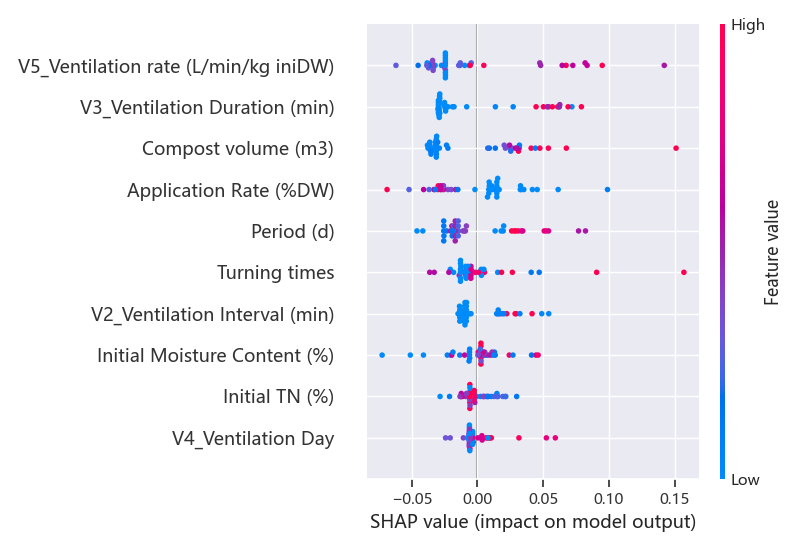 High
V5_Ventilation rate (L/min/kg iniDW)
V3_Ventilation Duration (min)
Compost volume (m3)
Application Rate (%DW)
Period (d)
Turning times
V2_Ventilation Interval (min)
Initial Moisture Content (%)
Initial TN (%)
V4_Ventilation Day
Feature value
Low
−0.05 0.00 0.05 0.10 0.15
SHAP value (impact on model output)